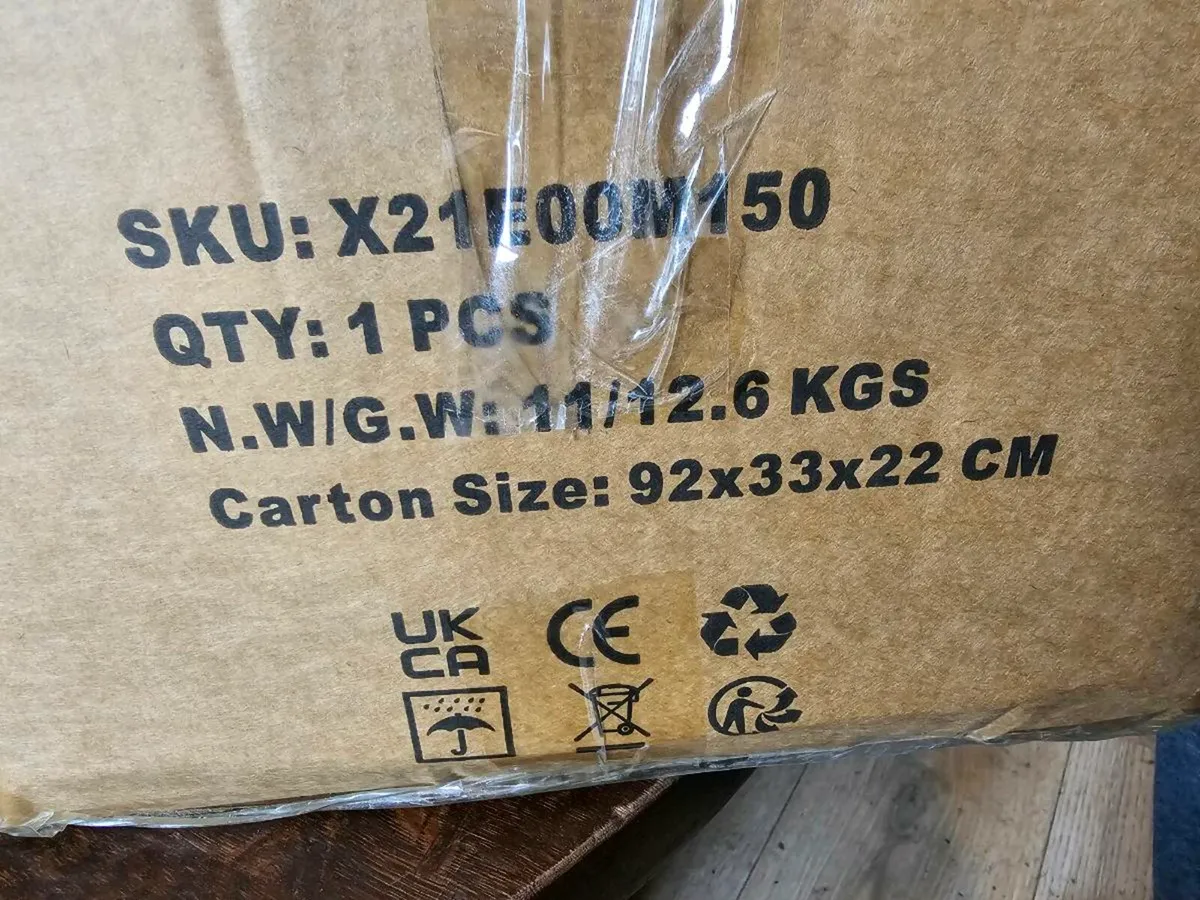 SKU: X21E00M150
QTY: 1 PCS
N.W/G.W: 11/12.6 KGS
Carton Size: 92x33x22 CM
UK CA CE